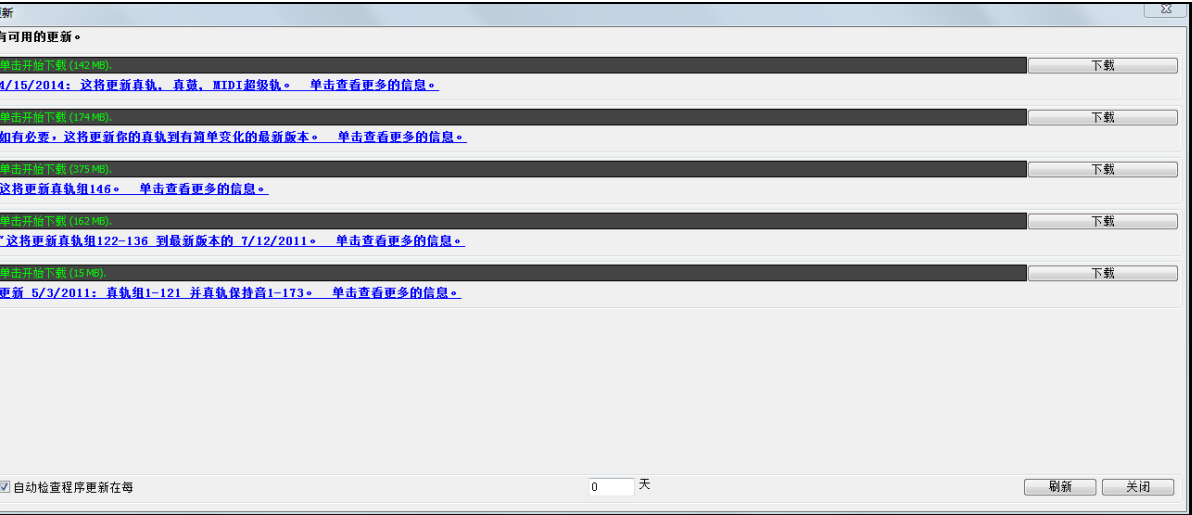 更新
有可用的更新。
单击开始下载 (142 MB).
下载
4/15/2014: 这将更新真轨, 真鼓, MIDI超级轨。 单击查看更多的信息。
单击开始下载 (174 MB).
下载
如有必要，这将更新你的真轨到有简单变化的最新版本。 单击查看更多的信息。
单击开始下载 (375 MB).
下载
这将更新真轨组146。 单击查看更多的信息。
单击开始下载 (162 MB).
下载
"这将更新真轨组122-136 到最新版本的 7/12/2011。 单击查看更多的信息。
单击开始下载 (15 MB).
下载
更新 5/3/2011: 真轨组1-121 并真轨保持音1-173。 单击查看更多的信息。
自动检查程序更新在每 0 天
刷新 关闭